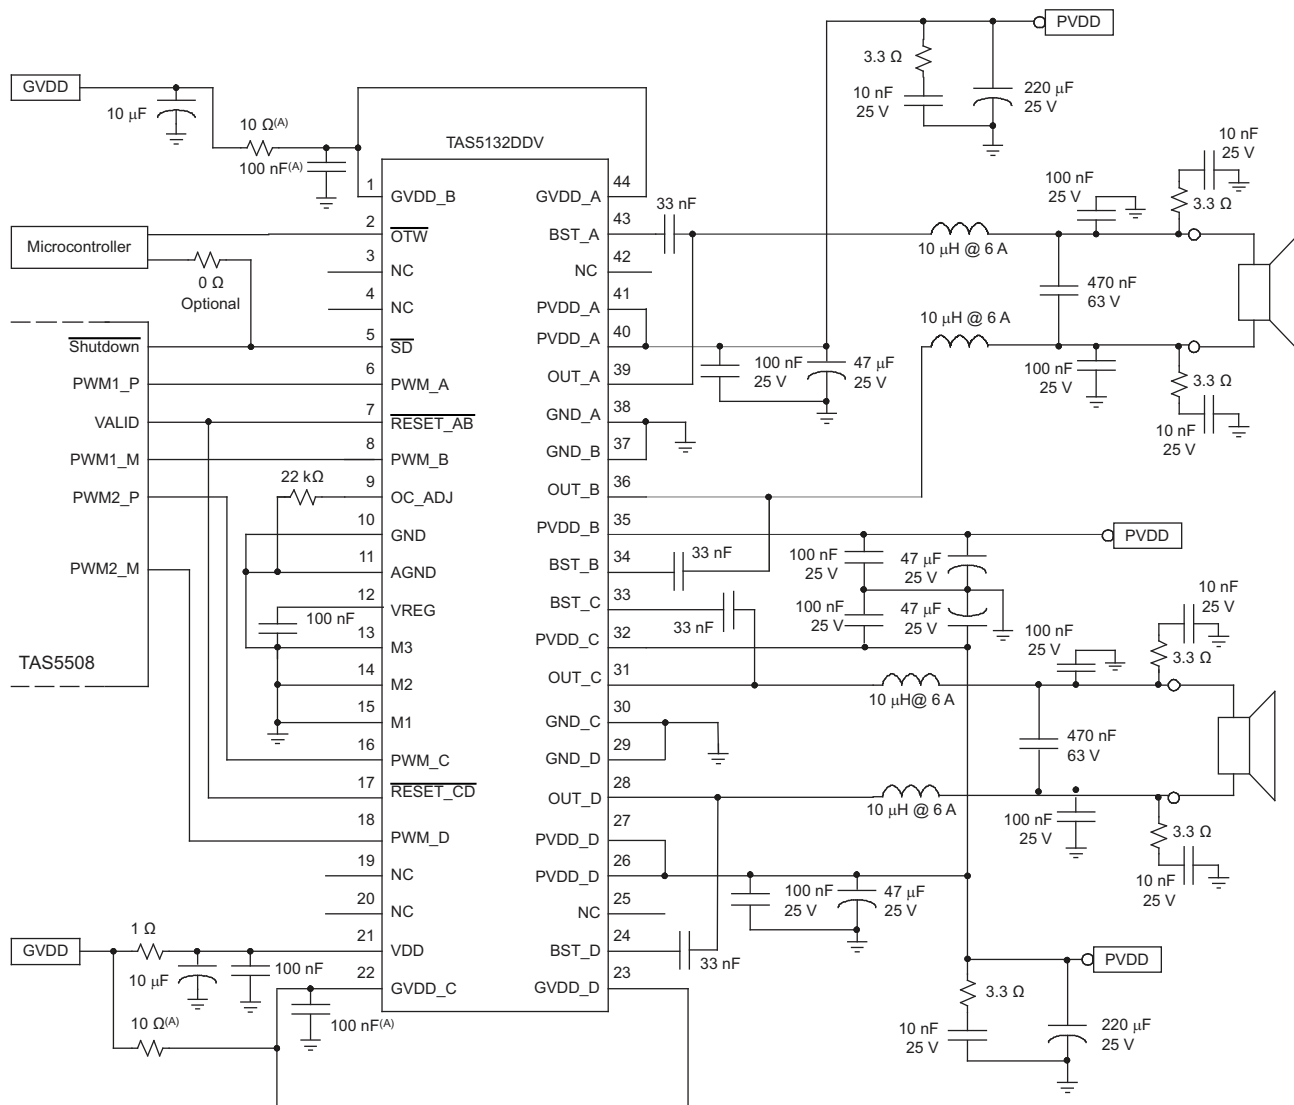 PVDD
3.3 Ω
10 nF
25 V
220 µF
25 V
GVDD
10 µF
10 Ω(A)
100 nF(A)
TAS5132DDV
1
GVDD_B
2
OTW
3
NC
4
NC
5
SD
6
PWM_A
7
RESET_AB
8
PWM_B
9
OC_ADJ
10
GND
11
AGND
12
VREG
13
M3
14
M2
15
M1
16
PWM_C
17
RESET_CD
18
PWM_D
19
NC
20
NC
21
VDD
22
GVDD_C
44
GVDD_A
43
BST_A
42
NC
41
PVDD_A
40
PVDD_A
39
OUT_A
38
GND_A
37
GND_B
36
OUT_B
35
PVDD_B
34
BST_B
33
BST_C
32
PVDD_C
31
OUT_C
30
GND_C
29
GND_D
28
OUT_D
27
PVDD_D
26
PVDD_D
25
NC
24
BST_D
23
GVDD_D
Microcontroller
0 Ω
Optional
Shutdown
PWM1_P
VALID
PWM1_M
PWM2_P
PWM2_M
TAS5508
22 kΩ
100 nF
GVDD
1 Ω
10 µF
100 nF
10 Ω(A)
100 nF(A)
33 nF
10 µH @ 6 A
100 nF
25 V
10 nF
25 V
3.3 Ω
470 nF
63 V
10 µH @ 6 A
100 nF
25 V
3.3 Ω
10 nF
25 V
100 nF
25 V
47 µF
25 V
33 nF
33 nF
100 nF
25 V
47 µF
25 V
PVDD
100 nF
25 V
47 µF
25 V
10 µH@ 6 A
100 nF
25 V
10 nF
25 V
3.3 Ω
470 nF
63 V
10 µH @ 6 A
100 nF
25 V
3.3 Ω
10 nF
25 V
100 nF
25 V
47 µF
25 V
33 nF
PVDD
3.3 Ω
10 nF
25 V
220 µF
25 V